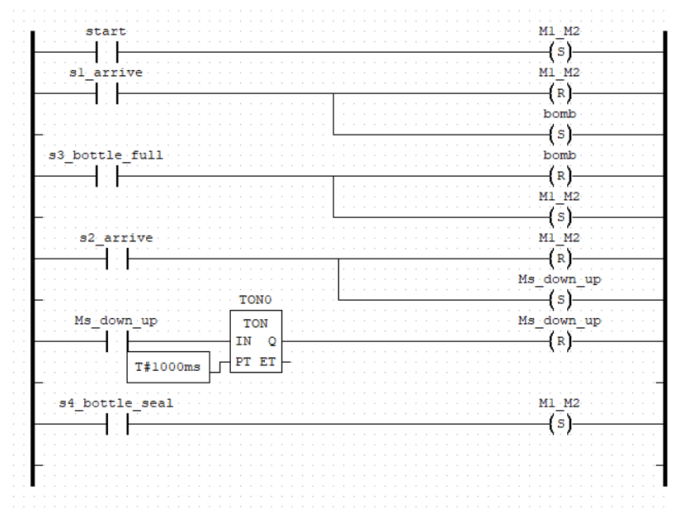 start M1_M2
S
s1_arrive M1_M2
R
bomb
S
s3_bottle_full bomb
R
M1_M2
S
s2_arrive M1_M2
R
Ms_down_up
S
TON0
Ms_down_up TON Ms_down_up
IN Q R
T#1000ms PT ET
s4_bottle_seal M1_M2
S